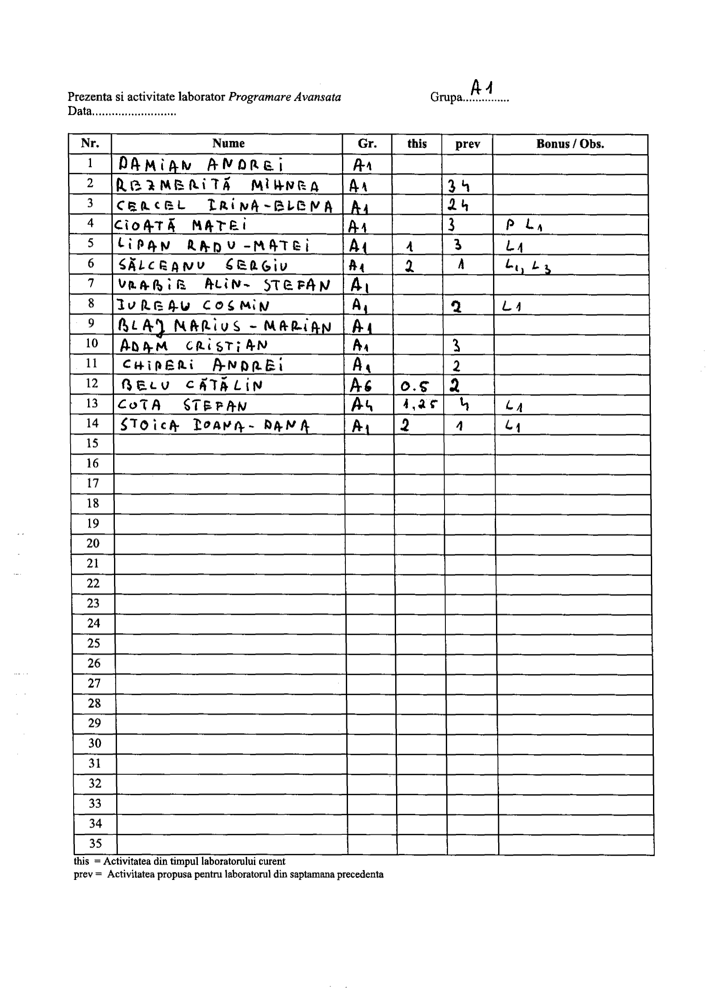 Prezenta si activitate laborator Programare Avansata Grupa...A1...
Data.........................
Nr. Nume Gr. this prev Bonus / Obs.
1 DAMiAN ANDREi A1
2 REZMERiTĂ MIHNEA A1 34
3 CERCEL IRiNA-ELENA A1 24
4 CiOATĂ MATEi A1 3 P L1
5 LiPAN RADU-MATEi A1 1 3 L1
6 SĂLCEANU SERGiU A1 2 1 L1, L3
7 VRABiE ALiN- STEFAN A1
8 COSMiN A1 2 L1
9 BLAJ MARiUS - MARiAN A1
10 ADAM CRiSTiAN A1 3
11 CHiPERi ANDREi A1 2
12 BELU CĂTĂLiN A6 0.5 2
13 COTA STEFAN A4 1,25 4 L1
14 STOiCA IOANA- DANA A1 2 1 L1
15
16
17
18
19
20
21
22
23
24
25
26
27
28
29
30
31
32
33
34
35
this = Activitatea din timpul laboratorului curent
prev = Activitatea propusa pentru laboratorul din saptamana precedenta